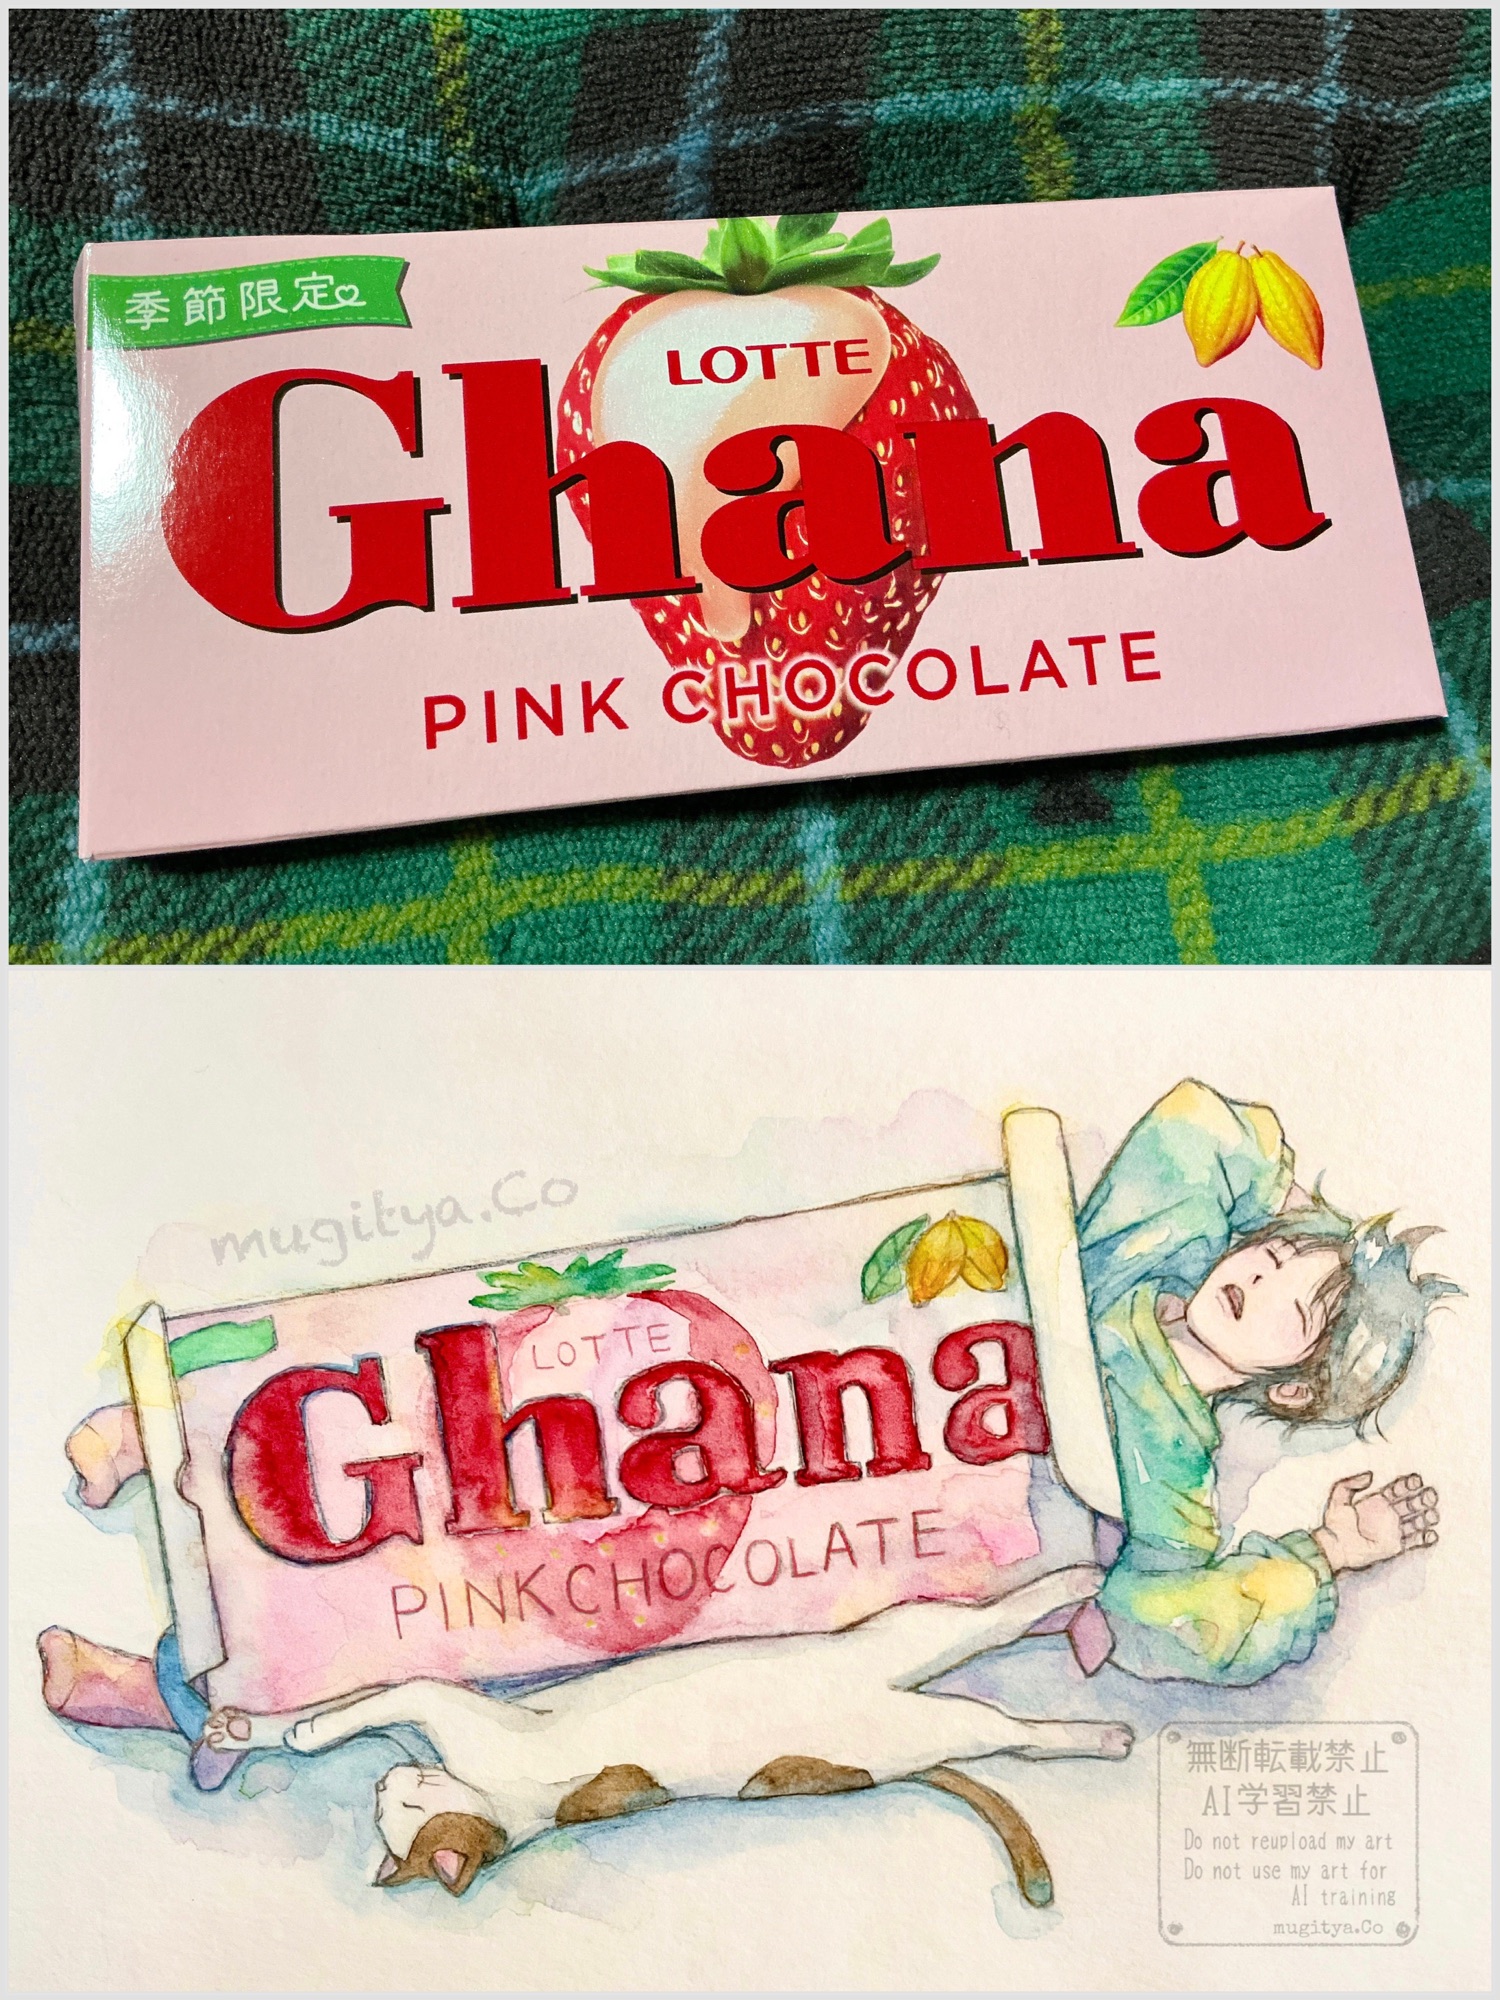 季節限定
LOTTE
Ghana
PINK CHOCOLATE
mugitya.Co
LOTTE
Ghana
PINK CHOCOLATE
無断転載禁止
AI学習禁止
Do not reupload my art
Do not use my art for
AI training
mugitya.Co